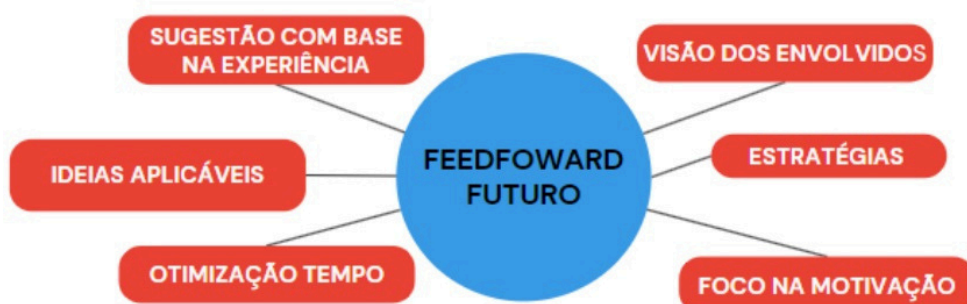 SUGESTÃO COM BASE
NA EXPERIÊNCIA
VISÃO DOS ENVOLVIDOS
IDEIAS APLICÁVEIS
FEEDFOWARD
FUTURO
ESTRATÉGIAS
OTIMIZAÇÃO TEMPO
FOCO NA MOTIVAÇÃO